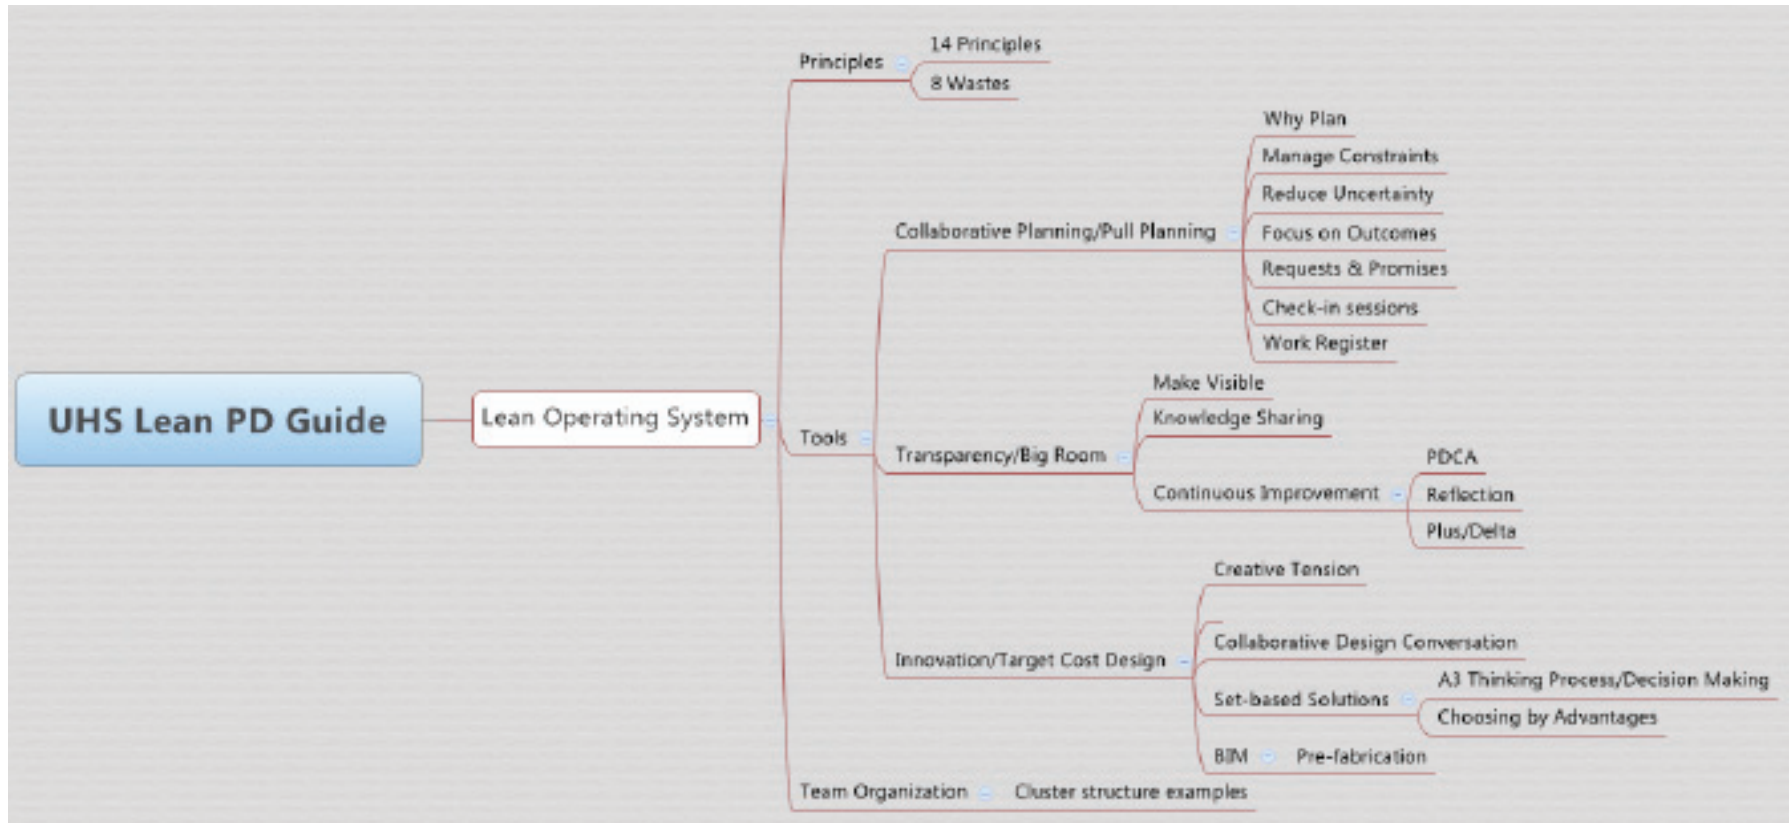 14 Principles
Principles
8 Wastes
Why Plan
Manage Constraints
Reduce Uncertainty
Collaborative Planning/Pull Planning
Focus on Outcomes
Requests & Promises
Check-in sessions
Work Register
Make Visible
UHS Lean PD Guide
Lean Operating System
Knowledge Sharing
Tools
Transparency/Big Room
PDCA
Continuous Improvement
Reflection
Plus/Delta
Creative Tension
Collaborative Design Conversation
Innovation/Target Cost Design
A3 Thinking Process/Decision Making
Set-based Solutions
Choosing by Advantages
BIM
Pre-fabrication
Team Organization
Cluster structure examples